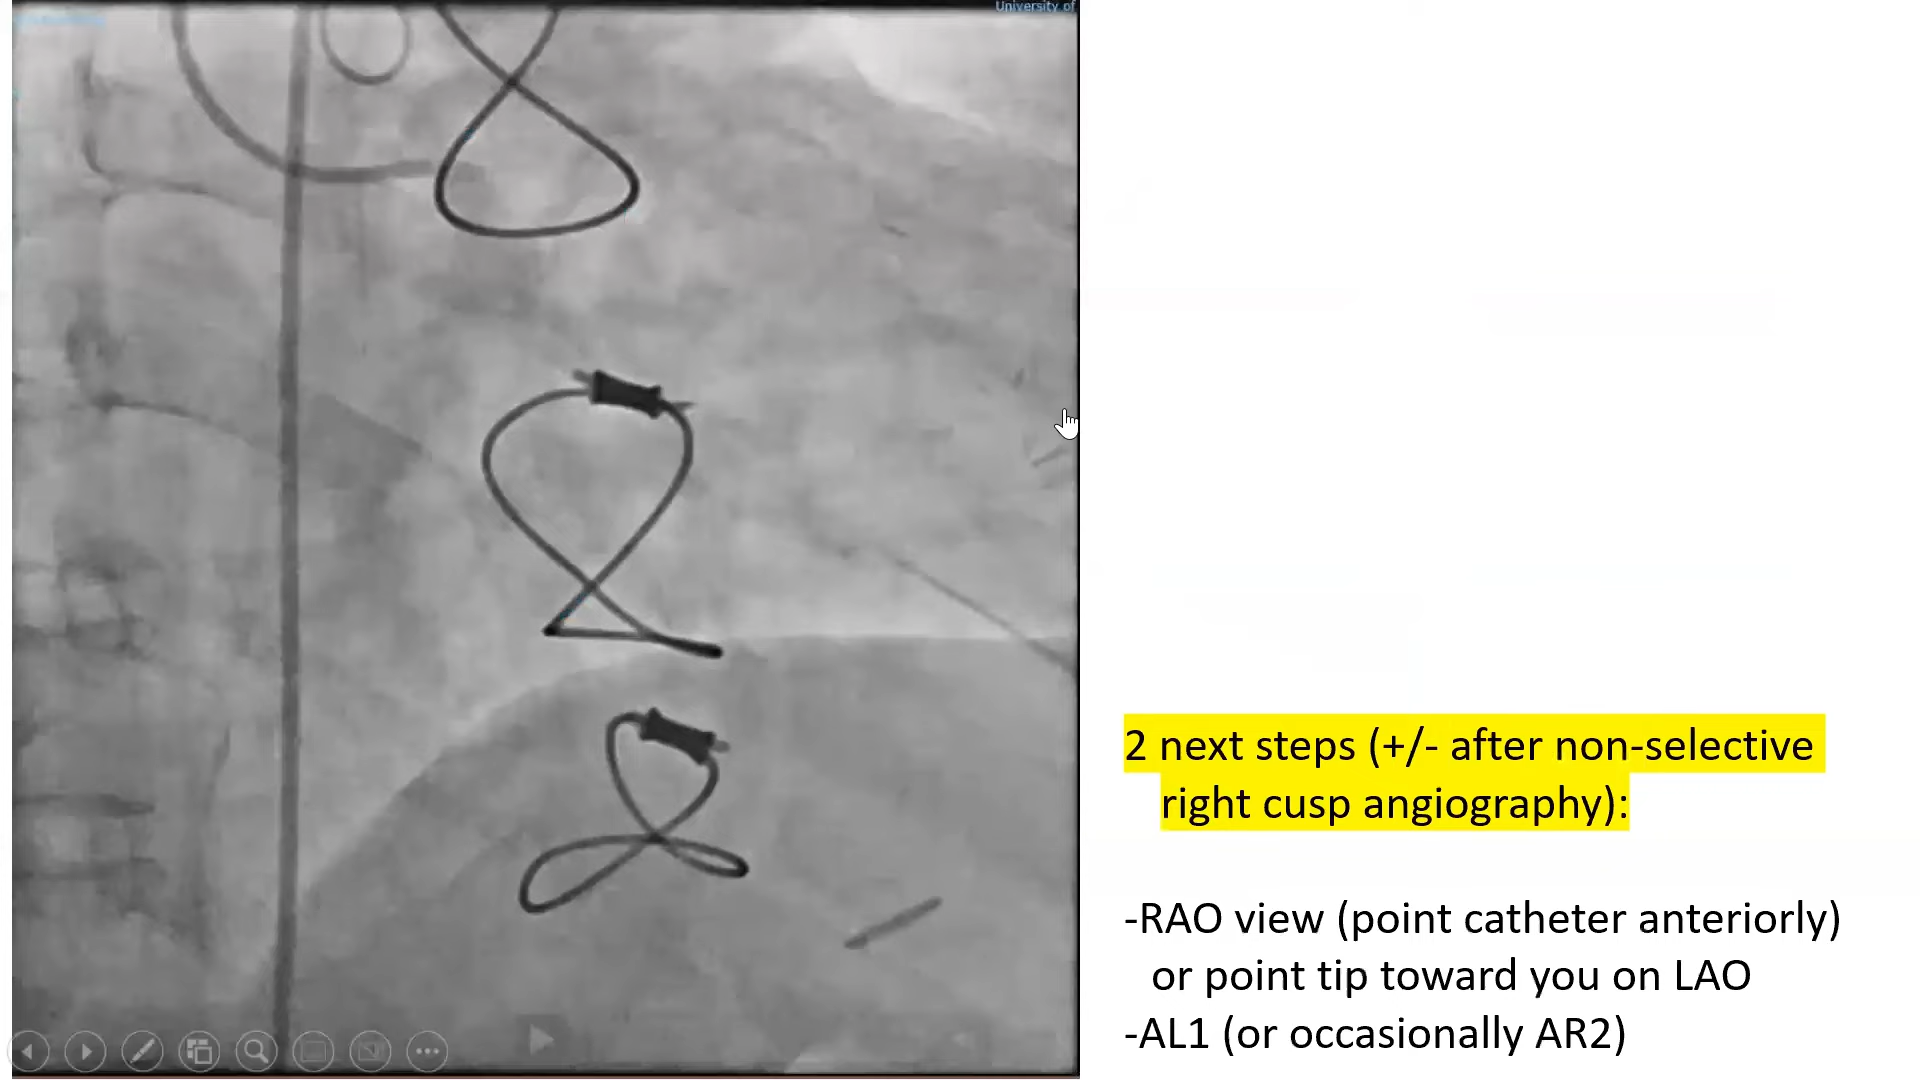 University of
2 next steps (+/- after non-selective
right cusp angiography):
-RAO view (point catheter anteriorly)
or point tip toward you on LAO
-AL1 (or occasionally AR2)